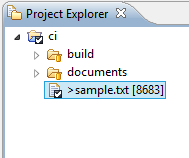 Project Explorer
ci
build
documents
>sample.txt [8683]